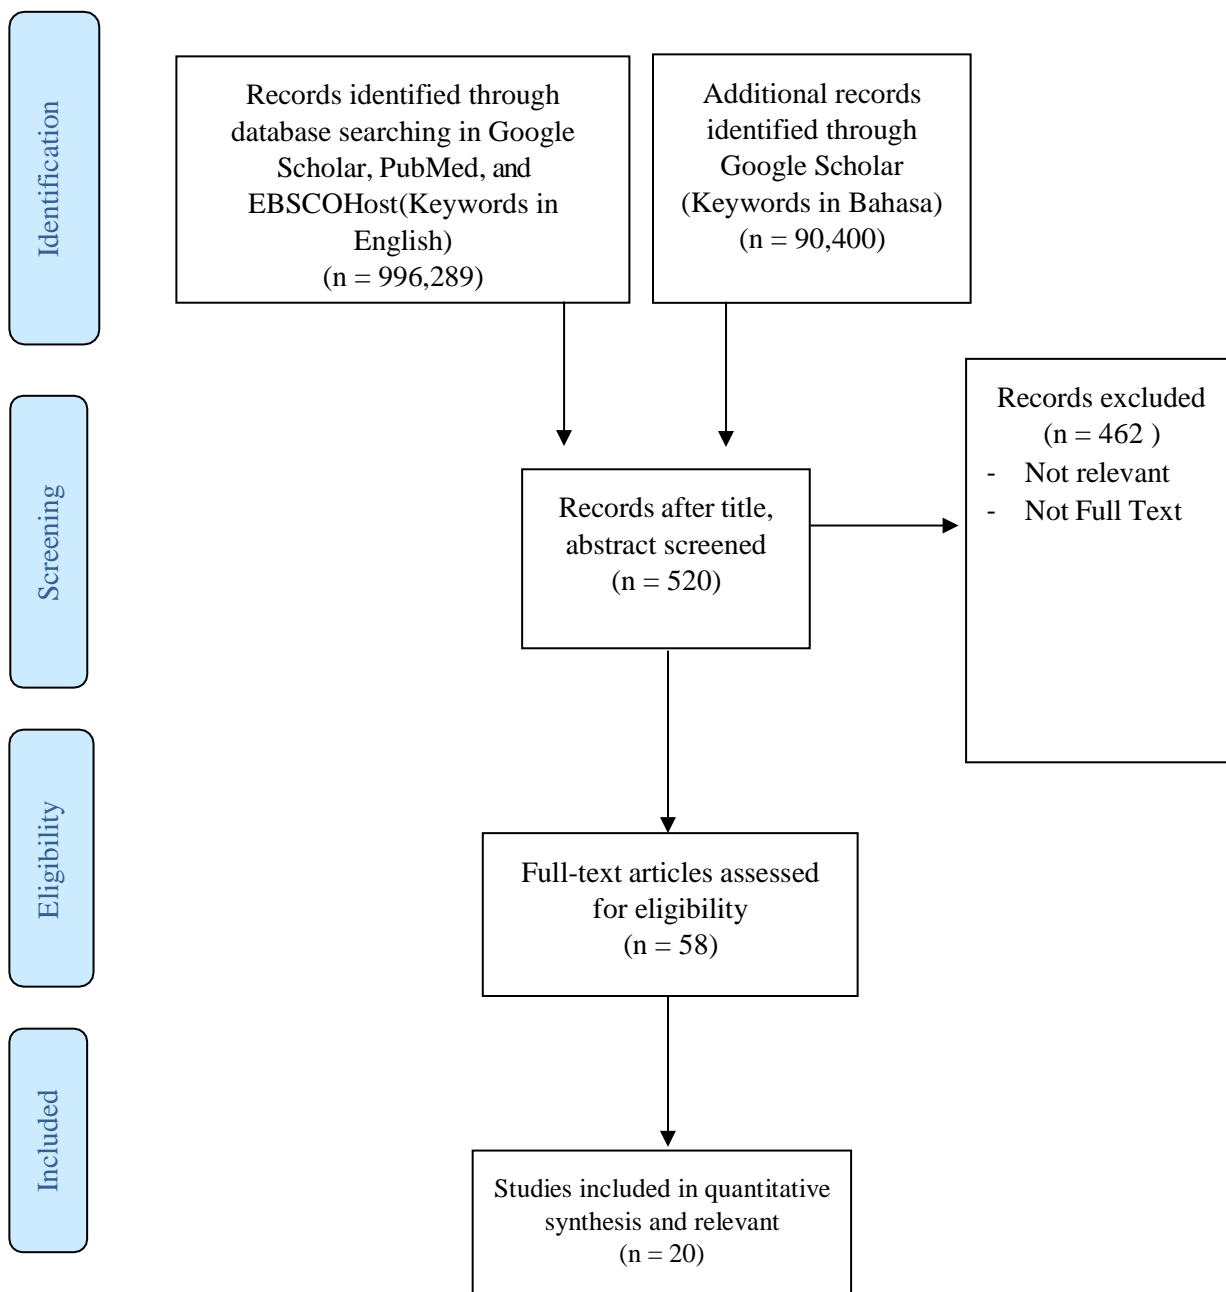 Identification
Records identified through
database searching in Google
Scholar, PubMed, and
EBSCOHost(Keywords in
English)
(n = 996,289)
Additional records
identified through
Google Scholar
(Keywords in Bahasa)
(n = 90,400)
Screening
Records after title,
abstract screened
(n = 520)
Records excluded
(n = 462 )
- Not relevant
- Not Full Text
Eligibility
Full-text articles assessed
for eligibility
(n = 58)
Included
Studies included in quantitative
synthesis and relevant
(n = 20)